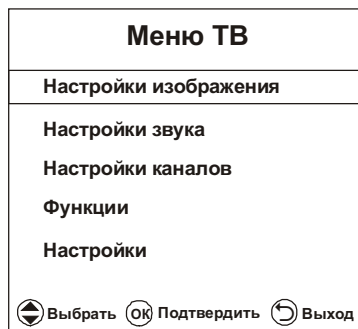 Меню ТВ
Настройки изображения
Настройки звука
Настройки каналов
Функции
Настройки
Выбрать OK Подтвердить Выход